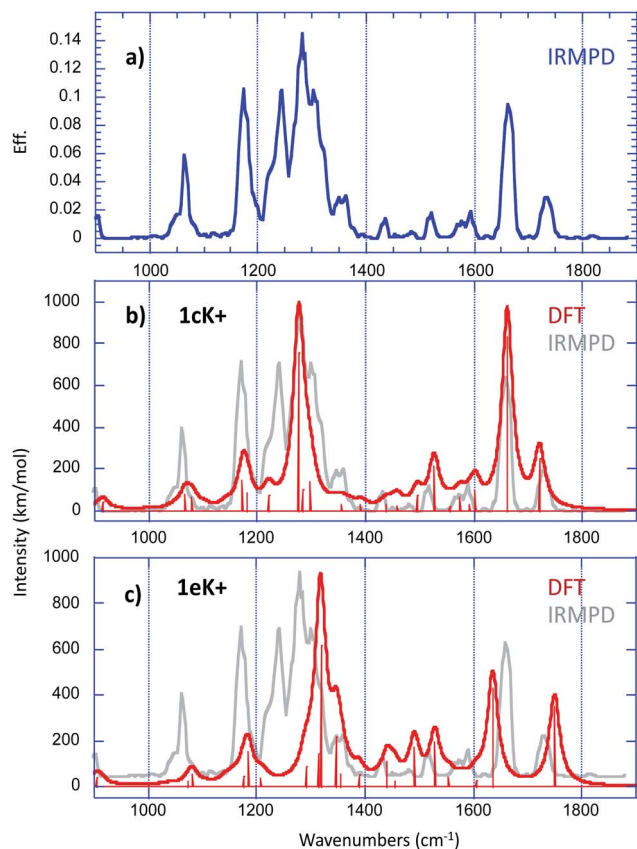 a)
IRMPD
Eff.
0.14
0.12
0.1
0.08
0.06
0.04
0.02
0
1000 1200 1400 1600 1800
b) 1cK+
DFT
IRMPD
1000
800
600
400
200
0
1000 1200 1400 1600 1800
Intensity (km/mol)
c) 1eK+
DFT
IRMPD
1000
800
600
400
200
0
1000 1200 1400 1600 1800
Wavenumbers (cm⁻¹)